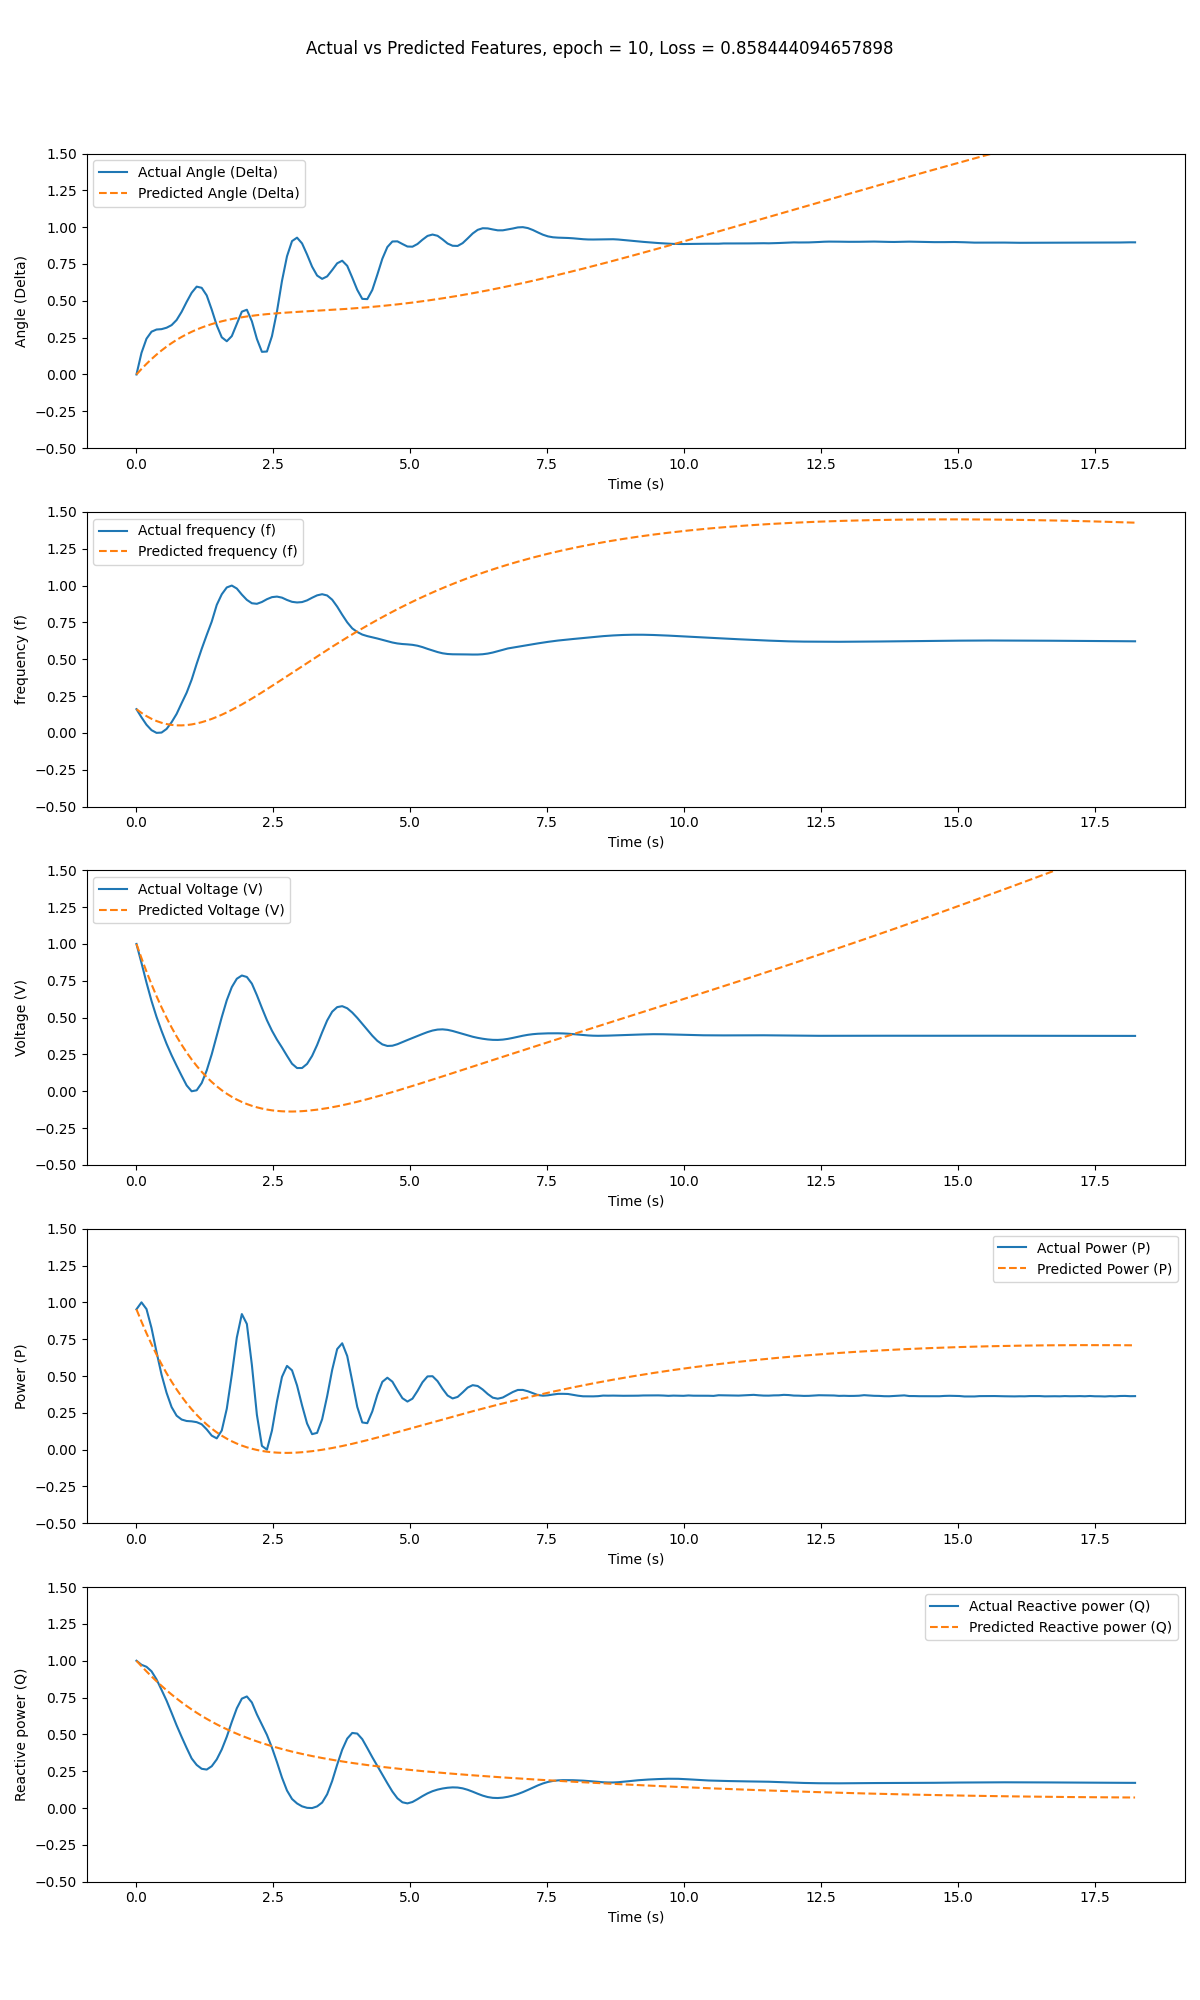 Actual vs Predicted Features, epoch = 10, Loss = 0.858444094657898
1.50
1.25
1.00
0.75
0.50
0.25
0.00
−0.25
−0.50
Angle (Delta)
Actual Angle (Delta)
Predicted Angle (Delta)
0.0 2.5 5.0 7.5 10.0 12.5 15.0 17.5
Time (s)
1.50
1.25
1.00
0.75
0.50
0.25
0.00
−0.25
−0.50
frequency (f)
Actual frequency (f)
Predicted frequency (f)
0.0 2.5 5.0 7.5 10.0 12.5 15.0 17.5
Time (s)
1.50
1.25
1.00
0.75
0.50
0.25
0.00
−0.25
−0.50
Voltage (V)
Actual Voltage (V)
Predicted Voltage (V)
0.0 2.5 5.0 7.5 10.0 12.5 15.0 17.5
Time (s)
1.50
1.25
1.00
0.75
0.50
0.25
0.00
−0.25
−0.50
Power (P)
Actual Power (P)
Predicted Power (P)
0.0 2.5 5.0 7.5 10.0 12.5 15.0 17.5
Time (s)
1.50
1.25
1.00
0.75
0.50
0.25
0.00
−0.25
−0.50
Reactive power (Q)
Actual Reactive power (Q)
Predicted Reactive power (Q)
0.0 2.5 5.0 7.5 10.0 12.5 15.0 17.5
Time (s)